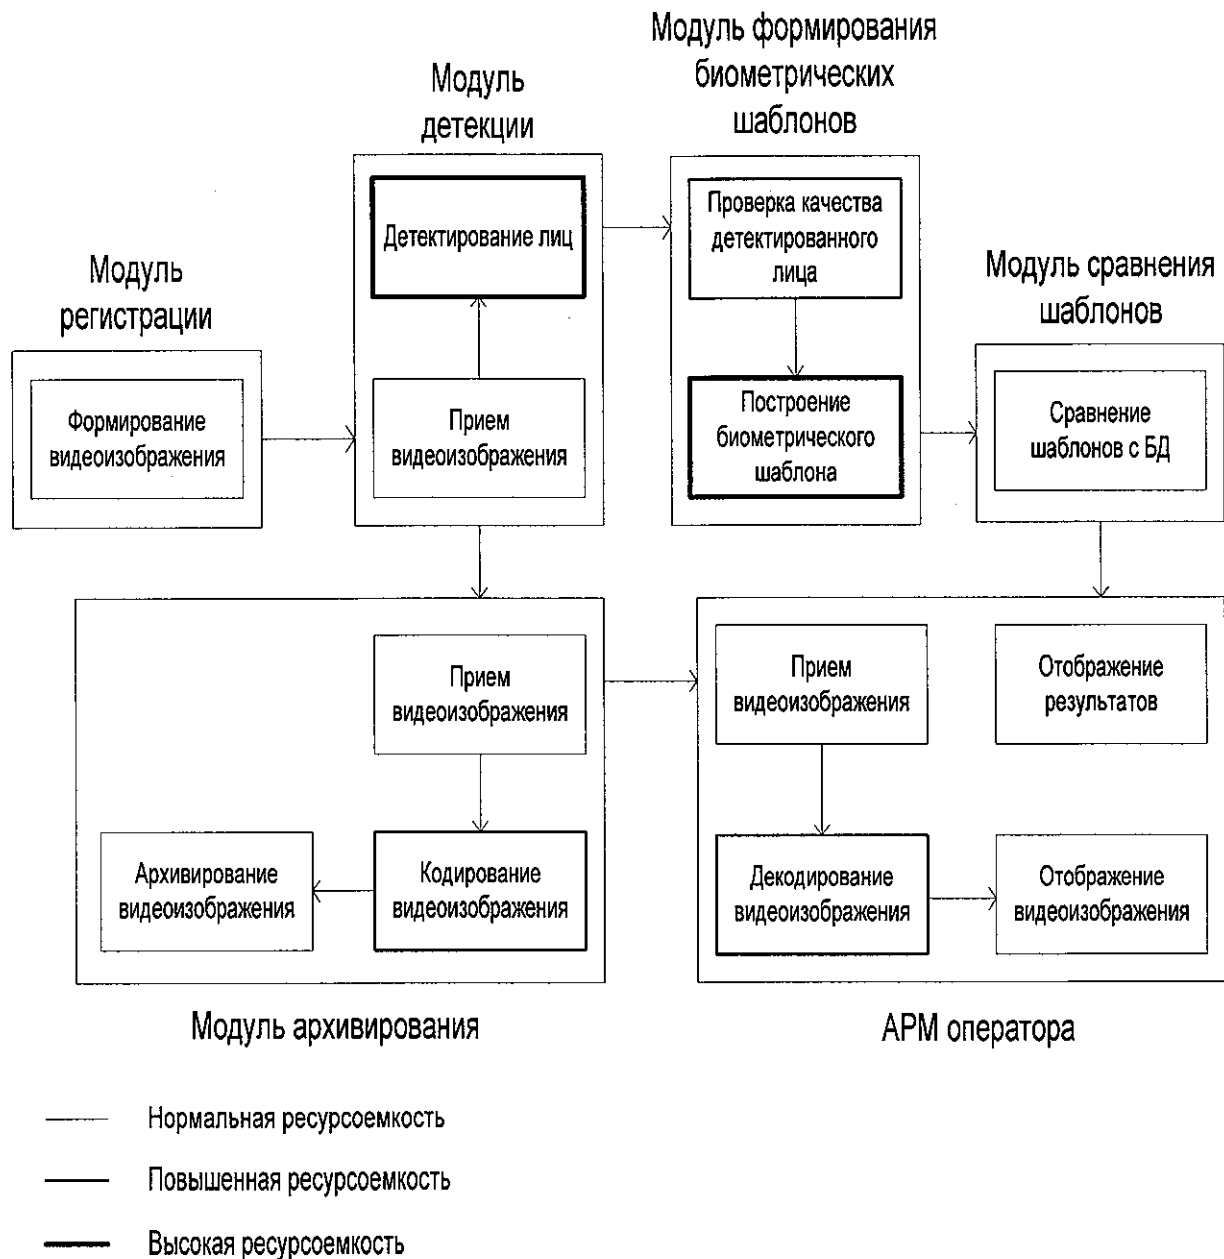 Модуль формирования
биометрических
шаблонов
Модуль
детекции
Детектирование лиц
Проверка качества
детектированного
лица
Модуль
регистрации
Модуль сравнения
шаблонов
Формирование
видеоизображения
Прием
видеоизображения
Построение
биометрического
шаблона
Сравнение
шаблонов с БД
Прием
видеоизображения
Прием
видеоизображения
Отображение
результатов
Архивирование
видеоизображения
Кодирование
видеоизображения
Декодирование
видеоизображения
Отображение
видеоизображения
Модуль архивирования
АРМ оператора
Нормальная ресурсоемкость
Повышенная ресурсоемкость
Высокая ресурсоемкость